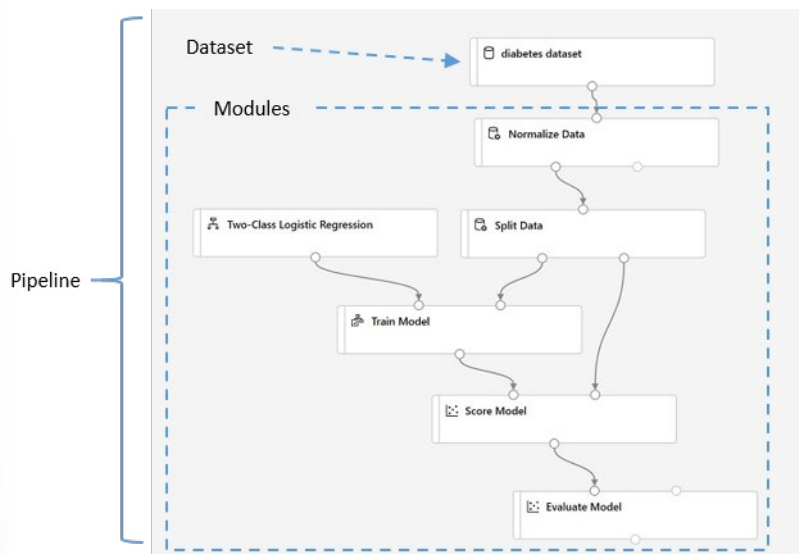 Dataset
diabetes dataset
Modules
Normalize Data
Two-Class Logistic Regression
Split Data
Pipeline
Train Model
Score Model
Evaluate Model